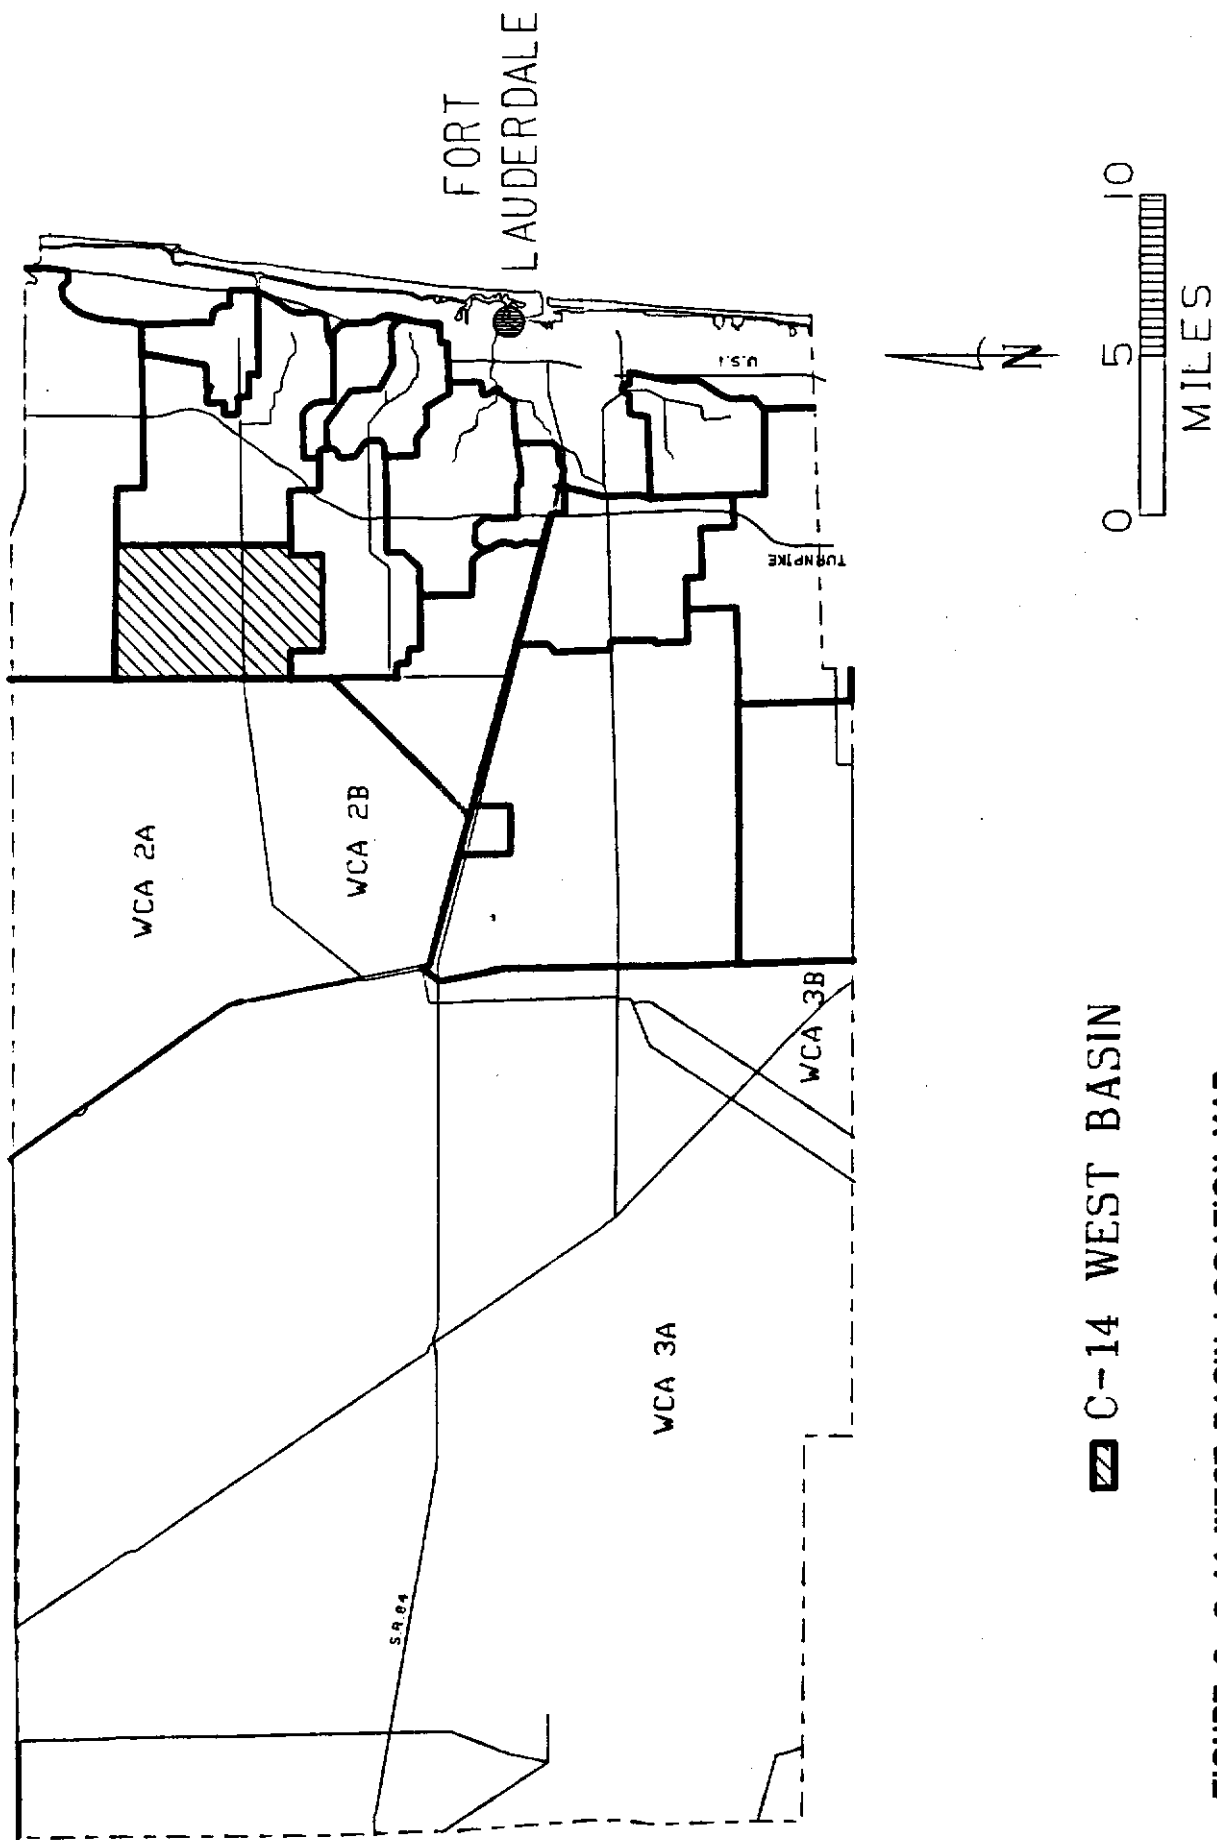 FORT
LAUDERDALE
WCA 2A
WCA 2B
U.S.1
TURNPIKE
WCA 3B
WCA 3A
S.R.84
N
0 5 10
MILES
C-14 WEST BASIN